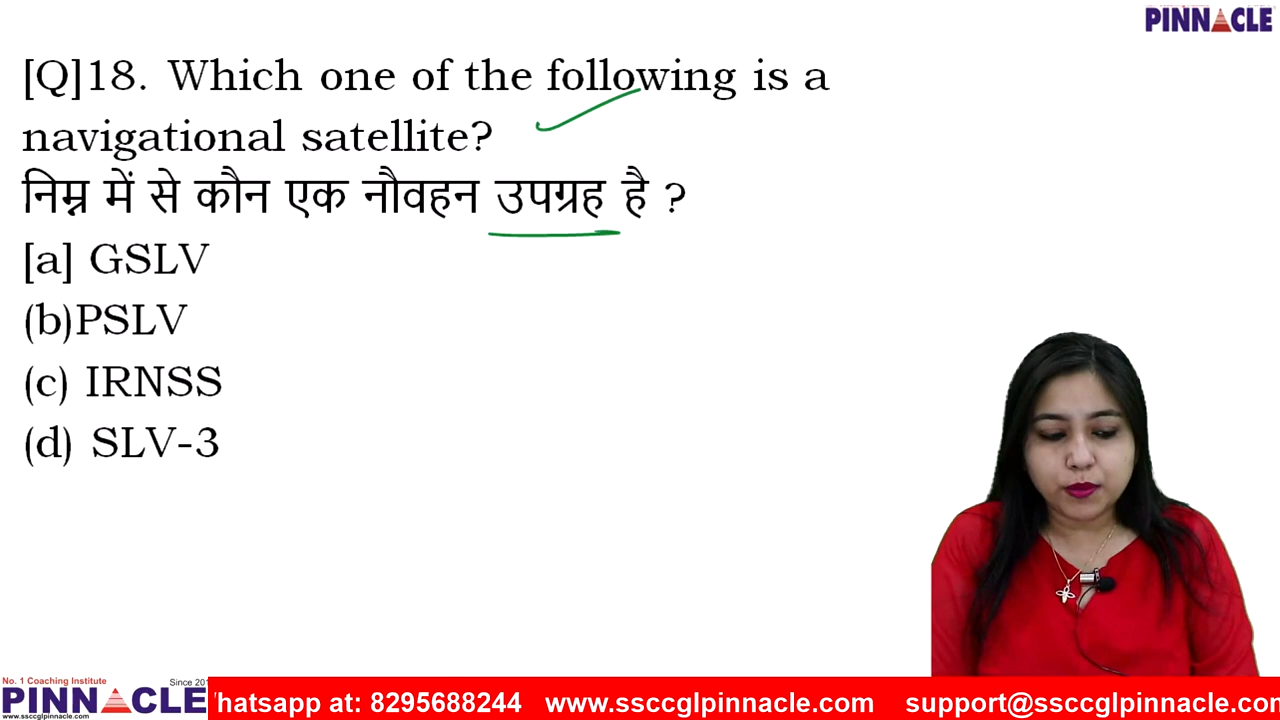 PINNACLE
[Q]18. Which one of the following is a
navigational satellite?
निम्न में से कौन एक नौवहन उपग्रह है ?
[a] GSLV
(b)PSLV
(c) IRNSS
(d) SLV-3
No. 1 Coaching Institute
PINNACLE
www.ssccglpinnacle.com
hatsapp at: 8295688244 www.ssccglpinnacle.com support@ssccglpinnacle.co